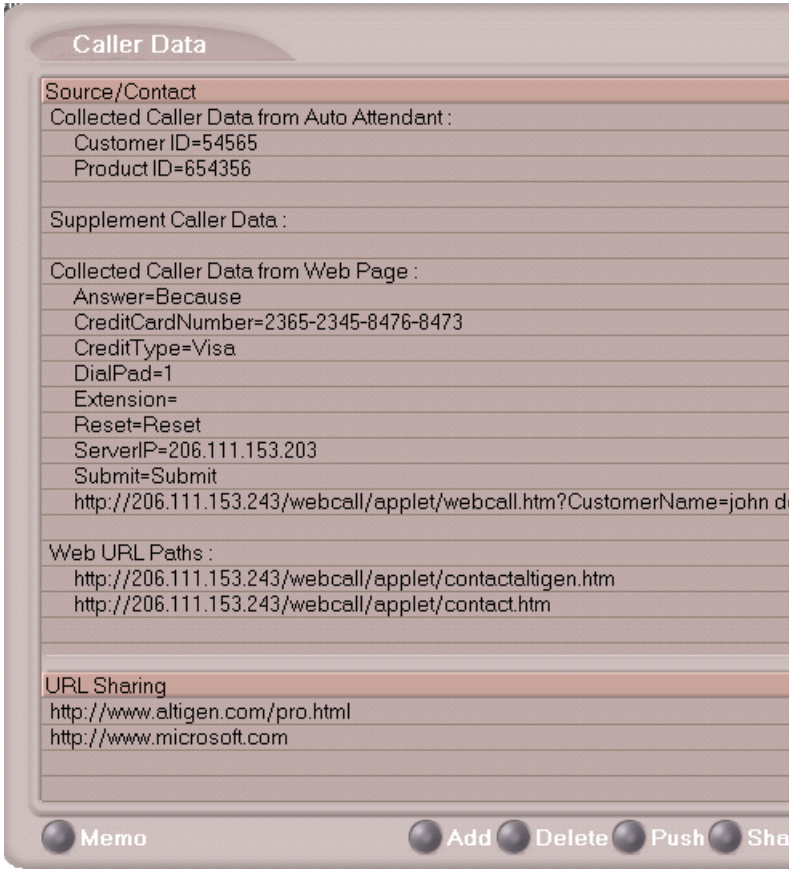 Caller Data
Source/Contact
Collected Caller Data from Auto Attendant :
Customer ID=54565
Product ID=654356
Supplement Caller Data :
Collected Caller Data from Web Page :
Answer=Because
CreditCardNumber=2365-2345-8476-8473
CreditType=Visa
DialPad=1
Extension=
Reset=Reset
ServerIP=206.111.153.203
Submit=Submit
http://206.111.153.243/webcall/applet/webcall.htm?CustomerName=john d
Web URL Paths :
http://206.111.153.243/webcall/applet/contactaltigen.htm
http://206.111.153.243/webcall/applet/contact.htm
URL Sharing
http://www.altigen.com/pro.html
http://www.microsoft.com
Memo Add Delete Push Sha